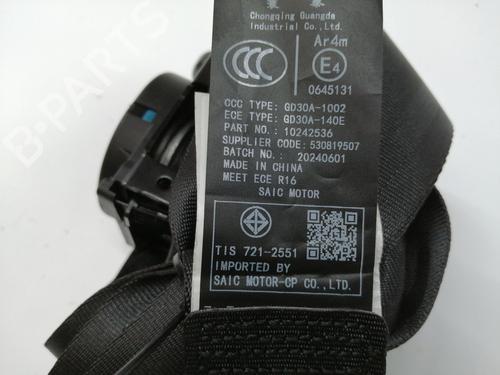 Chongqing Guangda
Industrial Co., Ltd.
CCC
Ar4m
E4
0645131
CCC TYPE: GD30A-1002
ECE TYPE: GD30A-140E
PART NO.: 10242536
SUPPLIER CODE: 530819507
BATCH NO.: 20240601
MADE IN CHINA
MEET ECE R16
SAIC MOTOR
TIS 721-2551
IMPORTED BY
SAIC MOTOR-CP CO.,LTD.
B-PARTS